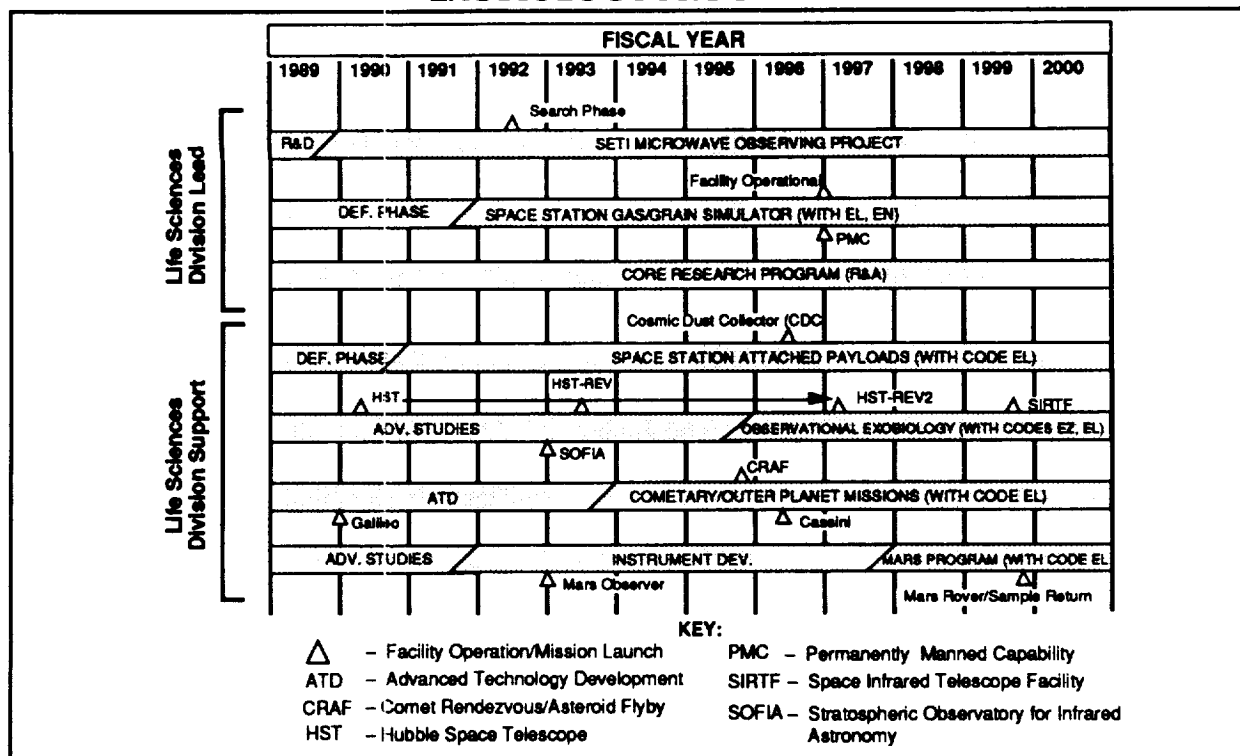 FISCAL YEAR
1989 1990 1991 1992 1993 1994 1995 1996 1997 1998 1999 2000
Life Sciences
Division Lead
Search Phase
R&D SETI MICROWAVE OBSERVING PROJECT
Facility Operational
DEF. PHASE SPACE STATION GAS/GRAIN SIMULATOR (WITH EL, EN)
PMC
CORE RESEARCH PROGRAM (R&A)
Life Sciences
Division Support
Cosmic Dust Collector (CDC
DEF. PHASE SPACE STATION ATTACHED PAYLOADS (WITH CODE EL)
HST HST-REV HST-REV2 SIRTF
ADV. STUDIES OBSERVATIONAL EXOBIOLOGY (WITH CODES EZ, EL)
SOFIA
CRAF
ATD COMETARY/OUTER PLANET MISSIONS (WITH CODE EL)
Galileo Cassini
ADV. STUDIES INSTRUMENT DEV. MARS PROGRAM (WITH CODE EL
Mars Observer Mars Rover/Sample Return
KEY:
△ – Facility Operation/Mission Launch
ATD – Advanced Technology Development
CRAF – Comet Rendezvous/Asteroid Flyby
HST – Hubble Space Telescope
PMC – Permanently Manned Capability
SIRTF – Space Infrared Telescope Facility
SOFIA – Stratospheric Observatory for Infrared
Astronomy